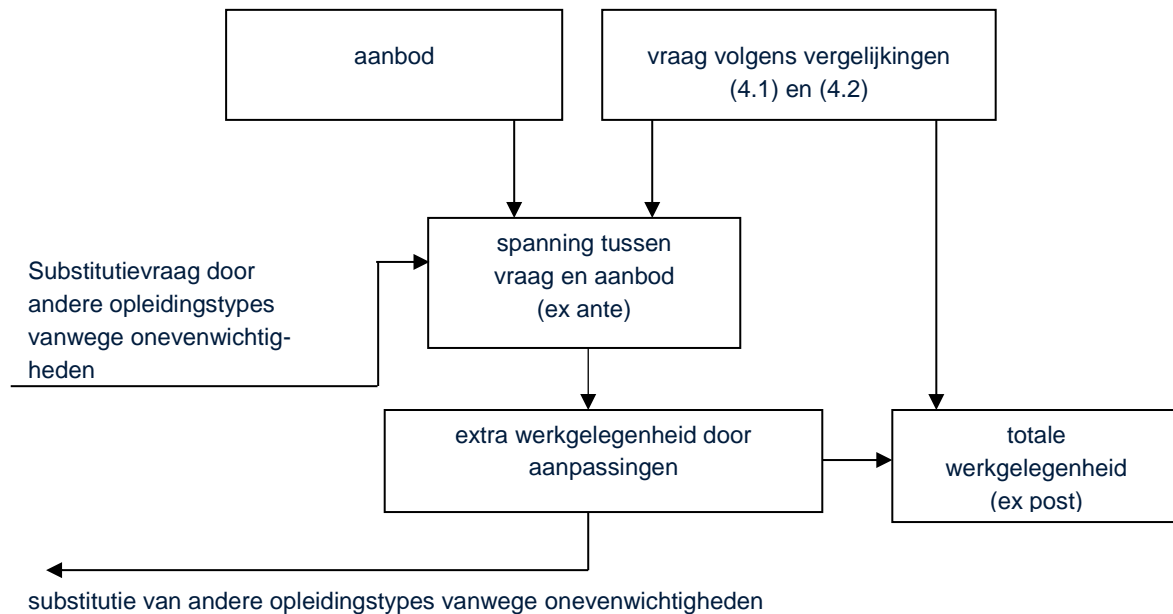 aanbod
vraag volgens vergelijkingen
(4.1) en (4.2)
spanning tussen
vraag en aanbod
(ex ante)
Substitutievraag door
andere opleidingstypes
vanwege onevenwichtig-
heden
extra werkgelegenheid door
aanpassingen
totale
werkgelegenheid
(ex post)
substitutie van andere opleidingstypes vanwege onevenwichtigheden